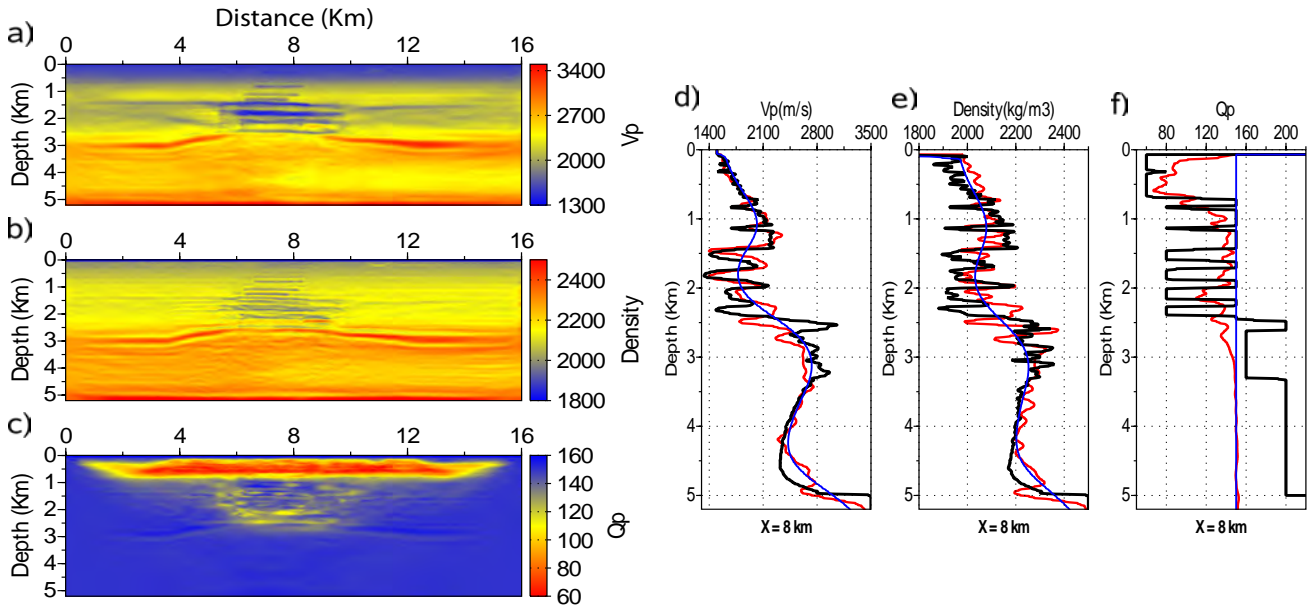 Distance (Km)
a)
0 4 8 12 16
0
1
2
3
4
5
Depth (Km)
3400
2700
2000
1300
Vp
b)
0 4 8 12 16
0
1
2
3
4
5
Depth (Km)
2400
2200
2000
1800
Density
c)
0 4 8 12 16
0
1
2
3
4
5
Depth (Km)
160
140
120
100
80
60
Qp
d)
Vp(m/s)
1400 2100 2800 3500
0
1
2
3
4
5
Depth (Km)
X = 8 km
e)
Density(kg/m3)
1800 2000 2200 2400
0
1
2
3
4
5
Depth (Km)
X = 8 km
f)
Qp
80 120 160 200
0
1
2
3
4
5
Depth (Km)
X = 8 km